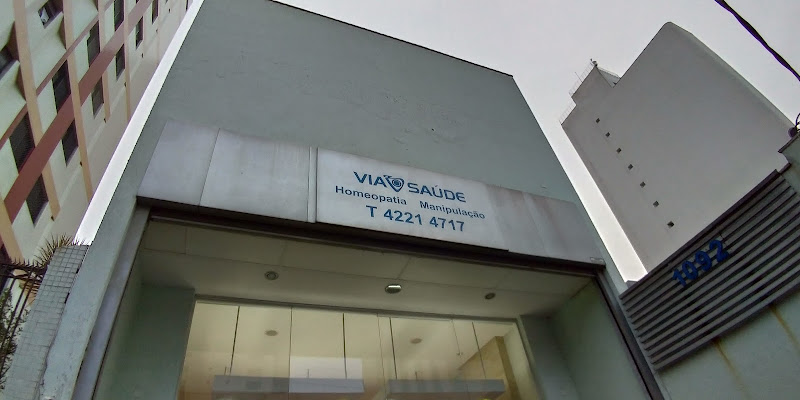 VIA SAÚDE
Homeopatia Manipulação
T 4221 4717
1092